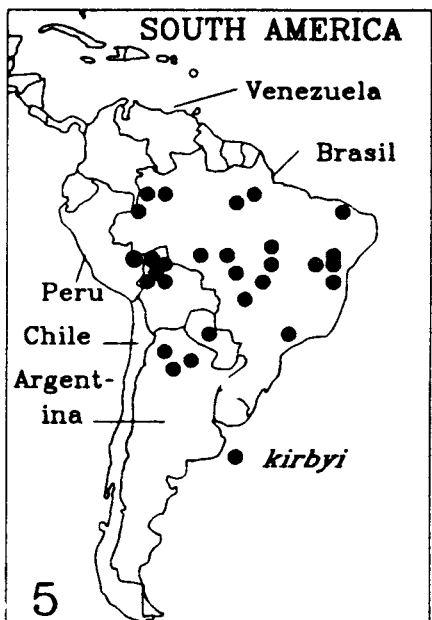 SOUTH AMERICA
Venezuela
Brasil
Peru
Chile
Argent-
ina
kirbyi
5